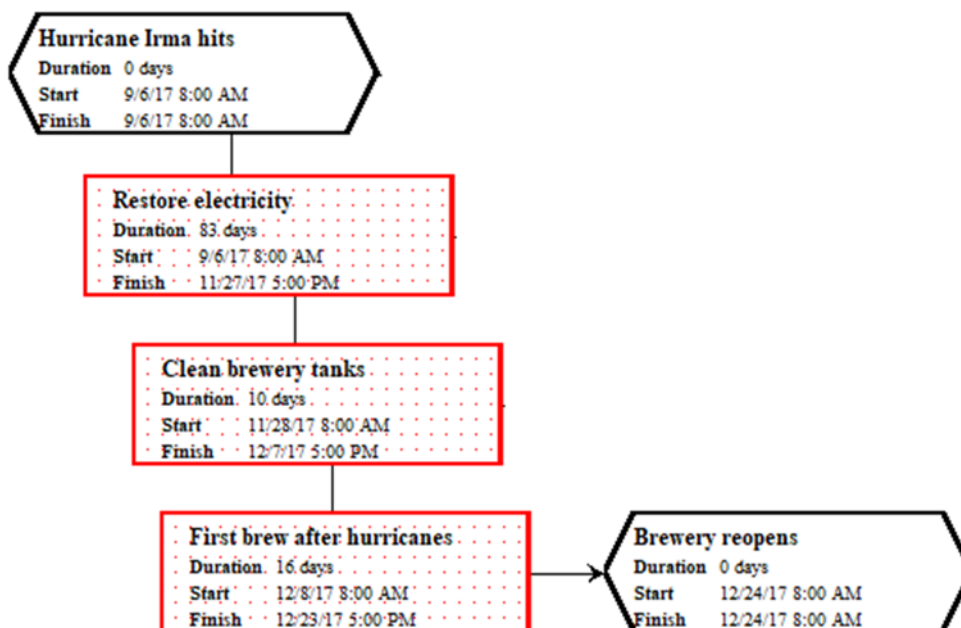 Hurricane Irma hits
Duration 0 days
Start 9/6/17 8:00 AM
Finish 9/6/17 8:00 AM
Restore electricity
Duration 83 days
Start 9/6/17 8:00 AM
Finish 11/27/17 5:00 PM
Clean brewery tanks
Duration 10 days
Start 11/28/17 8:00 AM
Finish 12/7/17 5:00 PM
First brew after hurricanes
Duration 16 days
Start 12/8/17 8:00 AM
Finish 12/23/17 5:00 PM
Brewery reopens
Duration 0 days
Start 12/24/17 8:00 AM
Finish 12/24/17 8:00 AM